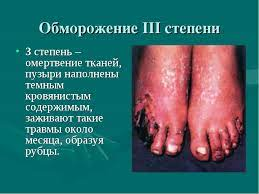 Обморожение III степени
• 3 степень –
омертвение тканей,
пузыри наполнены
темным
кровянистым
содержимым,
заживают такие
травмы около
месяца, образуя
рубцы.